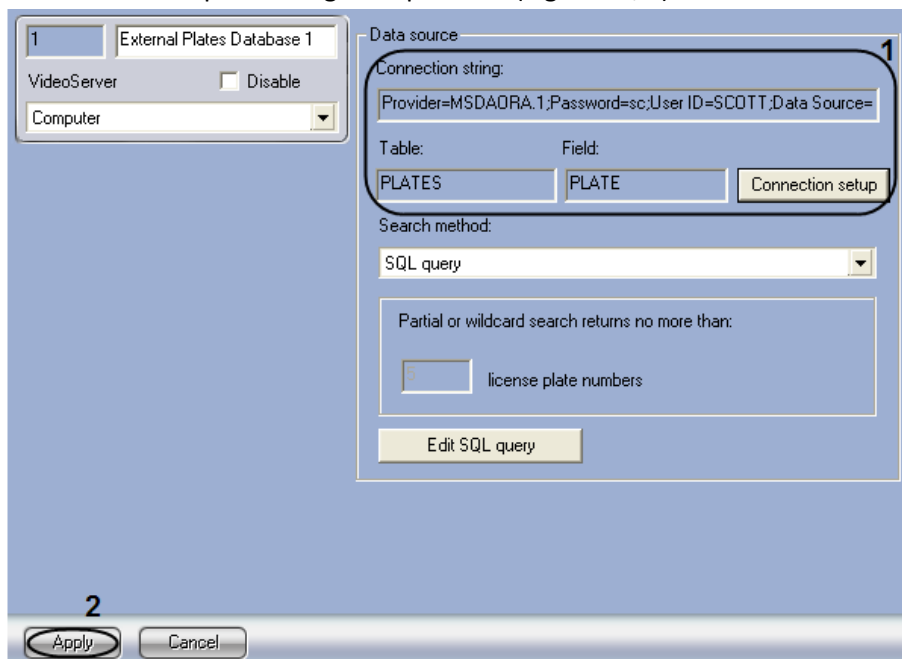 1 External Plates Database 1
VideoServer Disable
Computer
Data source
1
Connection string:
Provider=MSDAORA.1;Password=sc;User ID=SCOTT;Data Source=
Table: Field:
PLATES PLATE Connection setup
Search method:
SQL query
Partial or wildcard search returns no more than:
5 license plate numbers
Edit SQL query
2
Apply Cancel